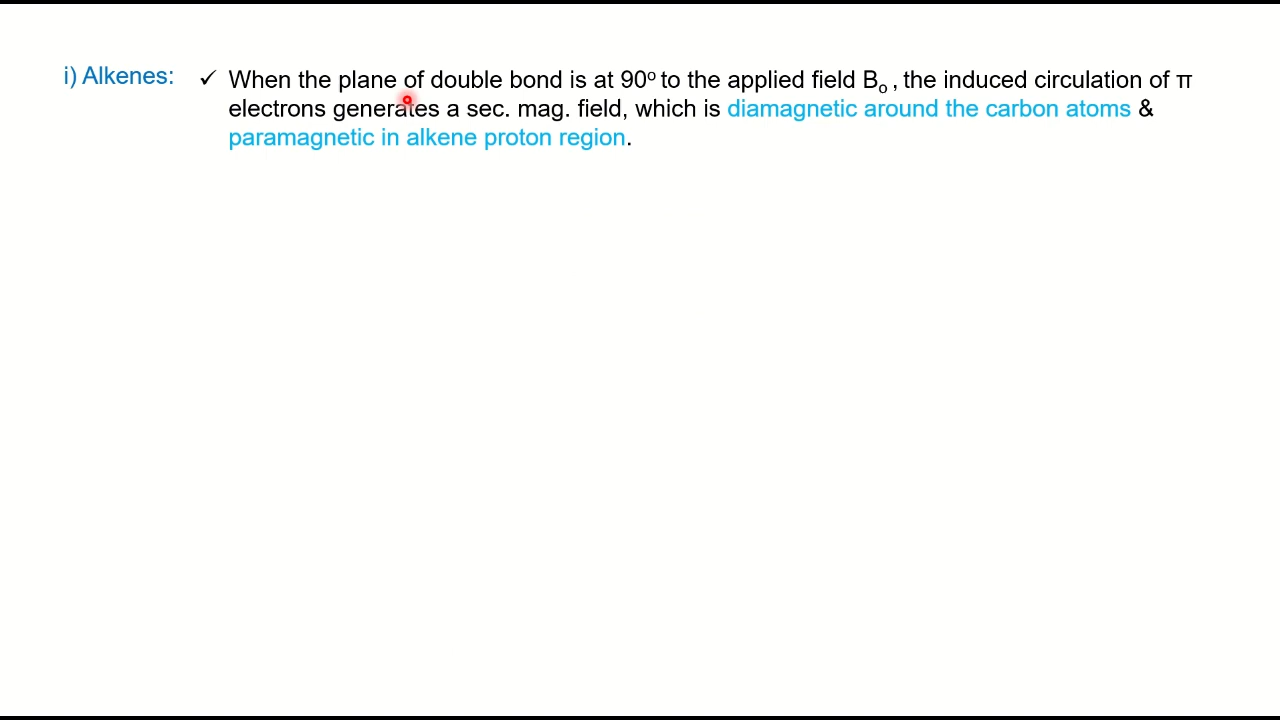 i) Alkenes: ✓ When the plane of double bond is at 90º to the applied field Bₒ , the induced circulation of π
electrons generates a sec. mag. field, which is diamagnetic around the carbon atoms &
paramagnetic in alkene proton region.